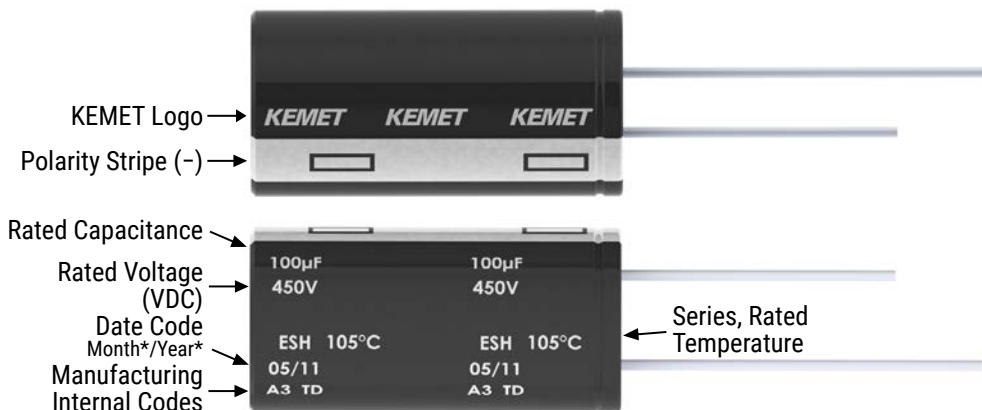 KEMET Logo
KEMET KEMET KEMET
Polarity Stripe (−)
Rated Capacitance
100µF 100µF
Rated Voltage
(VDC)
450V 450V
Date Code
Month*/Year*
ESH 105°C ESH 105°C
Series, Rated
Temperature
05/11 05/11
Manufacturing
Internal Codes
A3 TD A3 TD